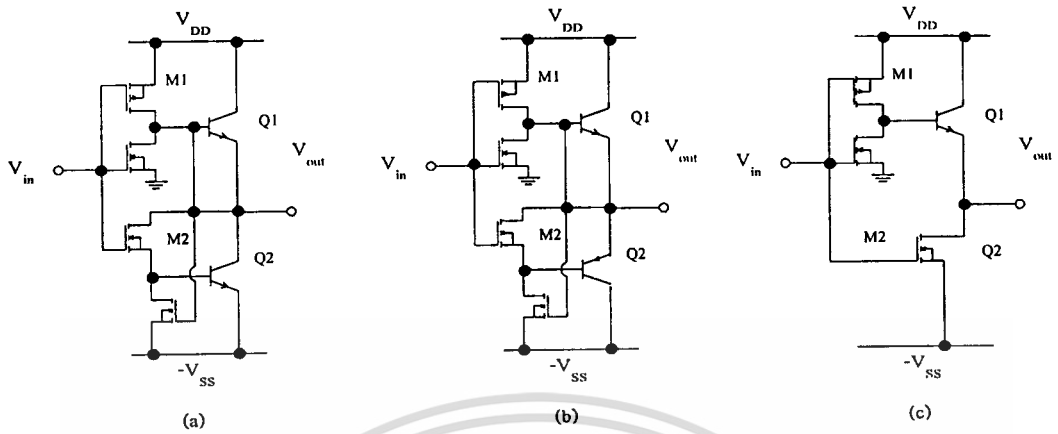 V_DD
M1
Q1
V_in
V_out
M2
Q2
-V_SS
(a)
V_DD
M1
Q1
V_in
V_out
M2
Q2
-V_SS
(b)
V_DD
M1
Q1
V_in
V_out
M2
Q2
-V_SS
(c)